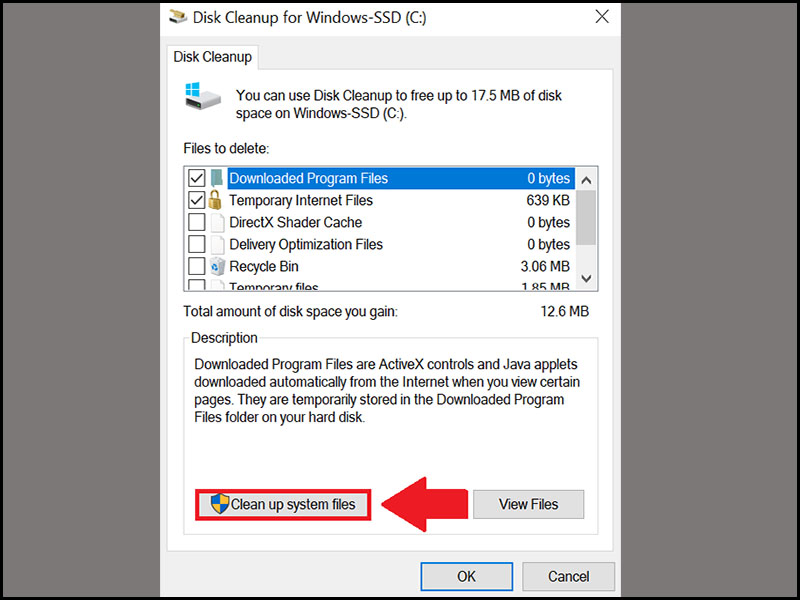 Disk Cleanup for Windows-SSD (C:)
Disk Cleanup
You can use Disk Cleanup to free up to 17.5 MB of disk
space on Windows-SSD (C:).
Files to delete:
Downloaded Program Files 0 bytes
Temporary Internet Files 639 KB
DirectX Shader Cache 0 bytes
Delivery Optimization Files 0 bytes
Recycle Bin 3.06 MB
Temporary files 1.85 MB
Total amount of disk space you gain: 12.6 MB
Description
Downloaded Program Files are ActiveX controls and Java applets
downloaded automatically from the Internet when you view certain
pages. They are temporarily stored in the Downloaded Program
Files folder on your hard disk.
Clean up system files View Files
OK Cancel